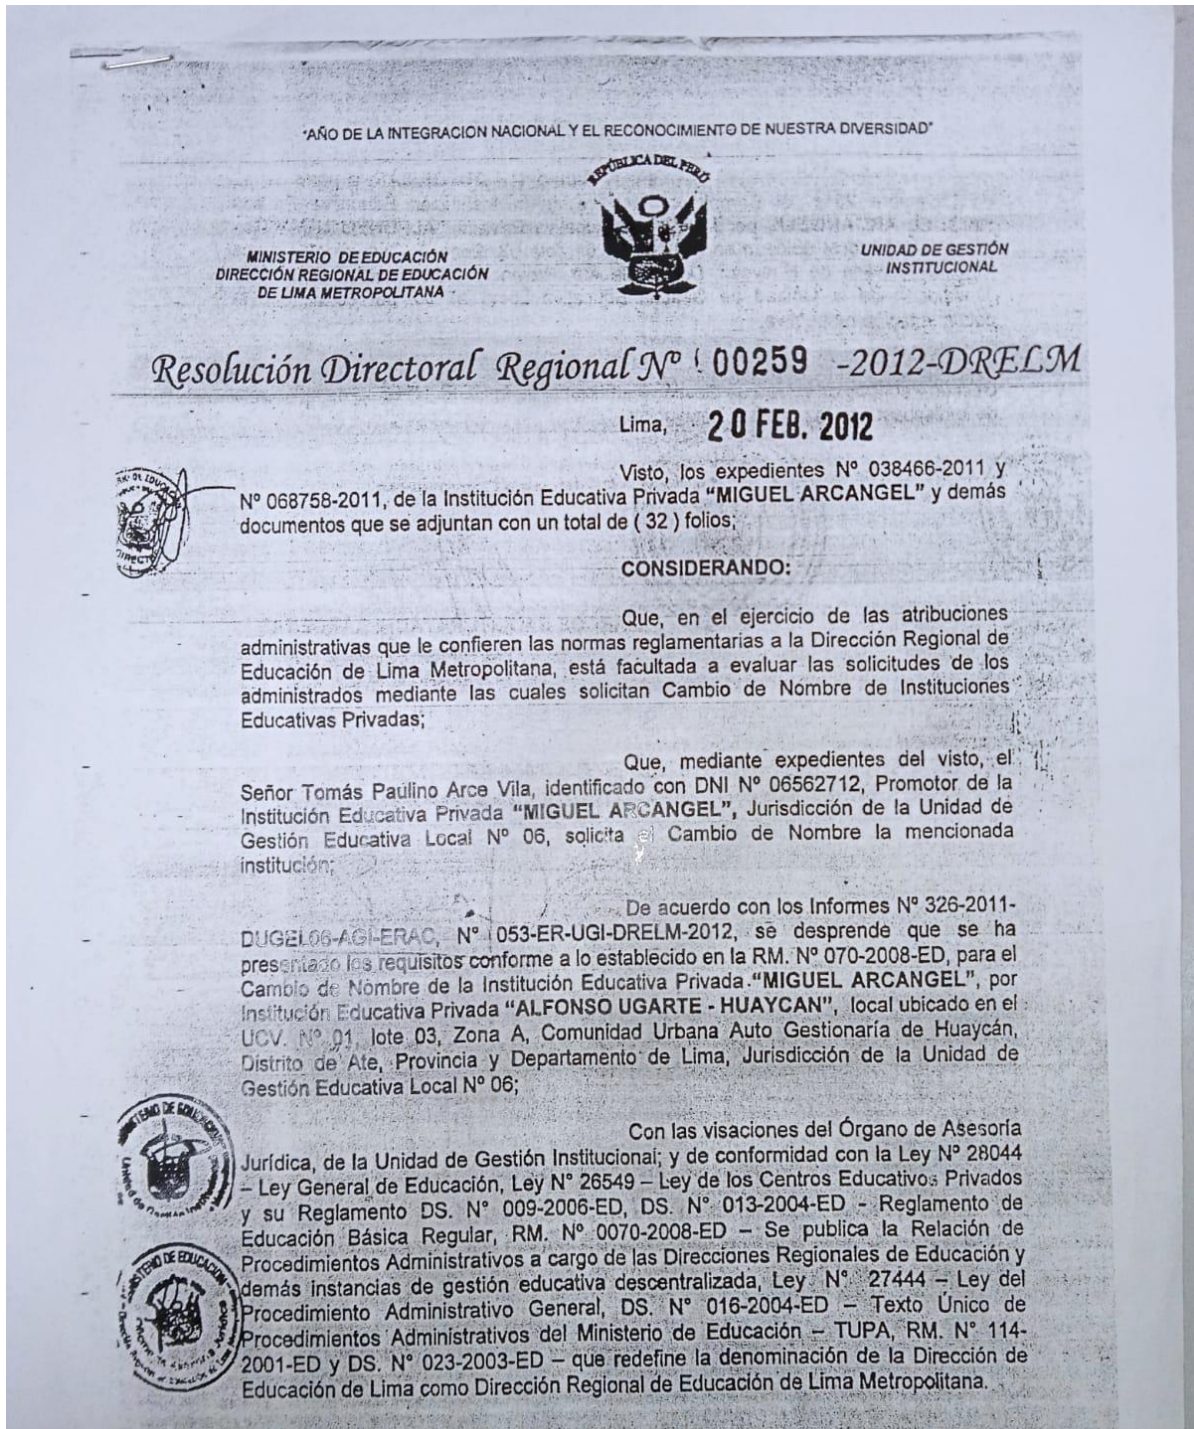 "AÑO DE LA INTEGRACION NACIONAL Y EL RECONOCIMIENTO DE NUESTRA DIVERSIDAD"
REPÚBLICA DEL PERÚ
MINISTERIO DE EDUCACIÓN
DIRECCIÓN REGIONAL DE EDUCACIÓN
DE LIMA METROPOLITANA
UNIDAD DE GESTIÓN
INSTITUCIONAL
Resolución Directoral Regional Nº 00259 -2012-DRELM
Lima, 20 FEB. 2012
Visto, los expedientes Nº 038466-2011 y
Nº 068758-2011, de la Institución Educativa Privada "MIGUEL ARCANGEL" y demás
documentos que se adjuntan con un total de ( 32 ) folios;
CONSIDERANDO:
Que, en el ejercicio de las atribuciones
administrativas que le confieren las normas reglamentarias a la Dirección Regional de
Educación de Lima Metropolitana, está facultada a evaluar las solicitudes de los
administrados mediante las cuales solicitan Cambio de Nombre de Instituciones
Educativas Privadas;
Que, mediante expedientes del visto, el
Señor Tomás Paulino Arce Vila, identificado con DNI Nº 06562712, Promotor de la
Institución Educativa Privada "MIGUEL ARCANGEL", Jurisdicción de la Unidad de
Gestión Educativa Local Nº 06, solicita el Cambio de Nombre la mencionada
institución;
De acuerdo con los Informes Nº 326-2011-
DUGEL06-AGI-ERAC, Nº 053-ER-UGI-DRELM-2012, se desprende que se ha
presentado los requisitos conforme a lo establecido en la RM. Nº 070-2008-ED, para el
Cambio de Nombre de la Institución Educativa Privada "MIGUEL ARCANGEL", por
Institución Educativa Privada "ALFONSO UGARTE - HUAYCAN", local ubicado en el
UCV. Nº 01, lote 03, Zona A, Comunidad Urbana Auto Gestionaría de Huaycán,
Distrito de Ate, Provincia y Departamento de Lima, Jurisdicción de la Unidad de
Gestión Educativa Local Nº 06;
MINISTERIO DE EDUCACION
Con las visaciones del Órgano de Asesoría
Jurídica, de la Unidad de Gestión Institucional; y de conformidad con la Ley Nº 28044
– Ley General de Educación, Ley Nº 26549 – Ley de los Centros Educativos Privados
y su Reglamento DS. Nº 009-2006-ED, DS. Nº 013-2004-ED - Reglamento de
Educación Básica Regular, RM. Nº 0070-2008-ED – Se publica la Relación de
Procedimientos Administrativos a cargo de las Direcciones Regionales de Educación y
demás instancias de gestión educativa descentralizada, Ley Nº 27444 – Ley del
Procedimiento Administrativo General, DS. Nº 016-2004-ED – Texto Único de
Procedimientos Administrativos del Ministerio de Educación – TUPA, RM. Nº 114-
2001-ED y DS. Nº 023-2003-ED – que redefine la denominación de la Dirección de
Educación de Lima como Dirección Regional de Educación de Lima Metropolitana.
MINISTERIO DE EDUCACION